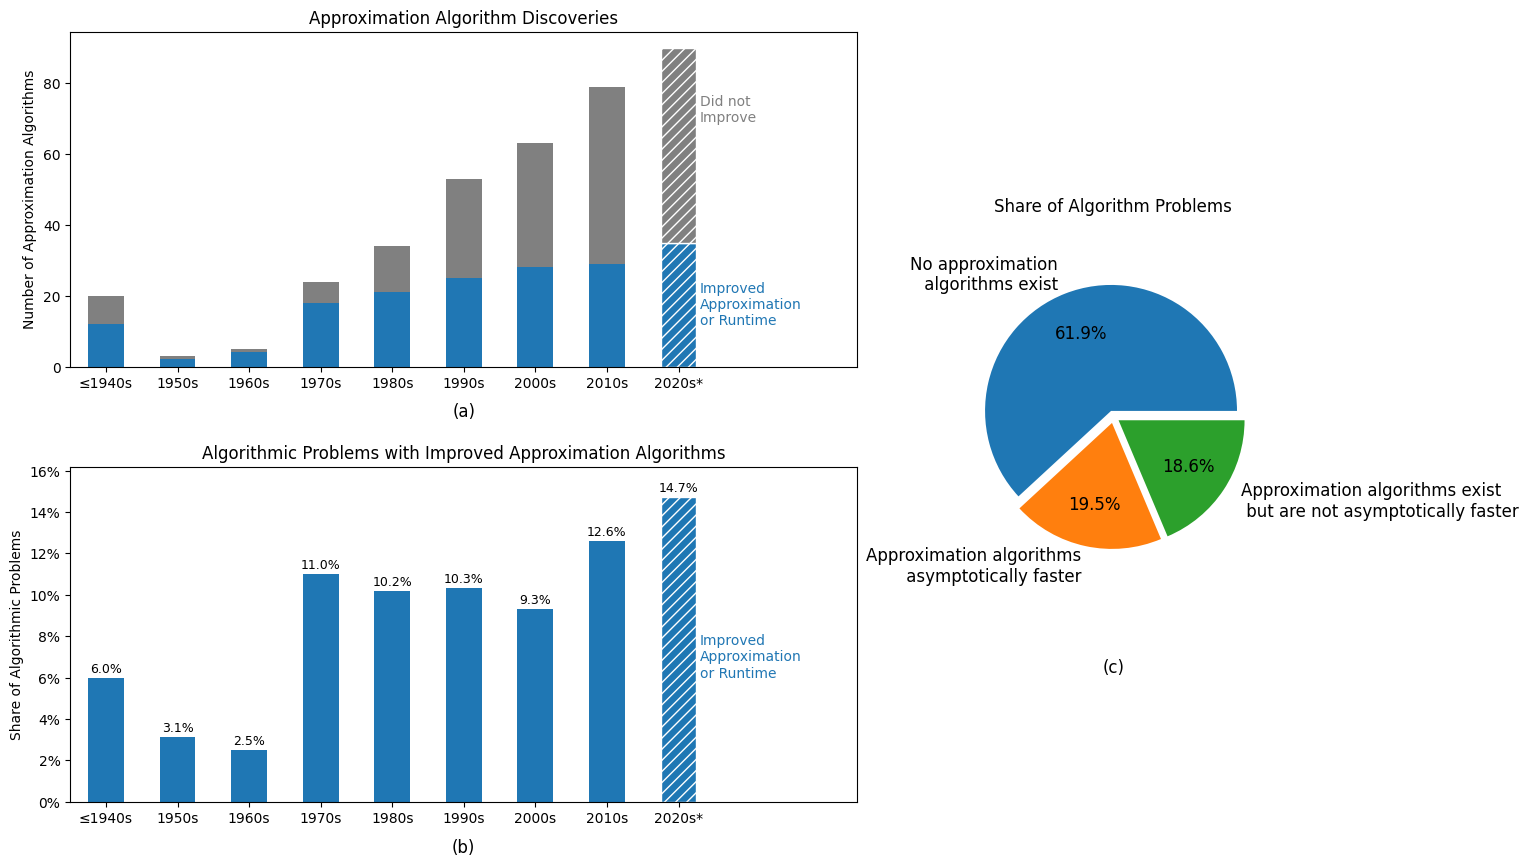 Approximation Algorithm Discoveries
Number of Approximation Algorithms
80
60
40
20
0
Did not
Improve
Improved
Approximation
or Runtime
≤1940s 1950s 1960s 1970s 1980s 1990s 2000s 2010s 2020s*
(a)
Algorithmic Problems with Improved Approximation Algorithms
Share of Algorithmic Problems
16%
14%
12%
10%
8%
6%
4%
2%
0%
6.0% 3.1% 2.5% 11.0% 10.2% 10.3% 9.3% 12.6% 14.7%
Improved
Approximation
or Runtime
≤1940s 1950s 1960s 1970s 1980s 1990s 2000s 2010s 2020s*
(b)
Share of Algorithm Problems
No approximation
algorithms exist
61.9%
19.5%
18.6%
Approximation algorithms exist
but are not asymptotically faster
Approximation algorithms
asymptotically faster
(c)